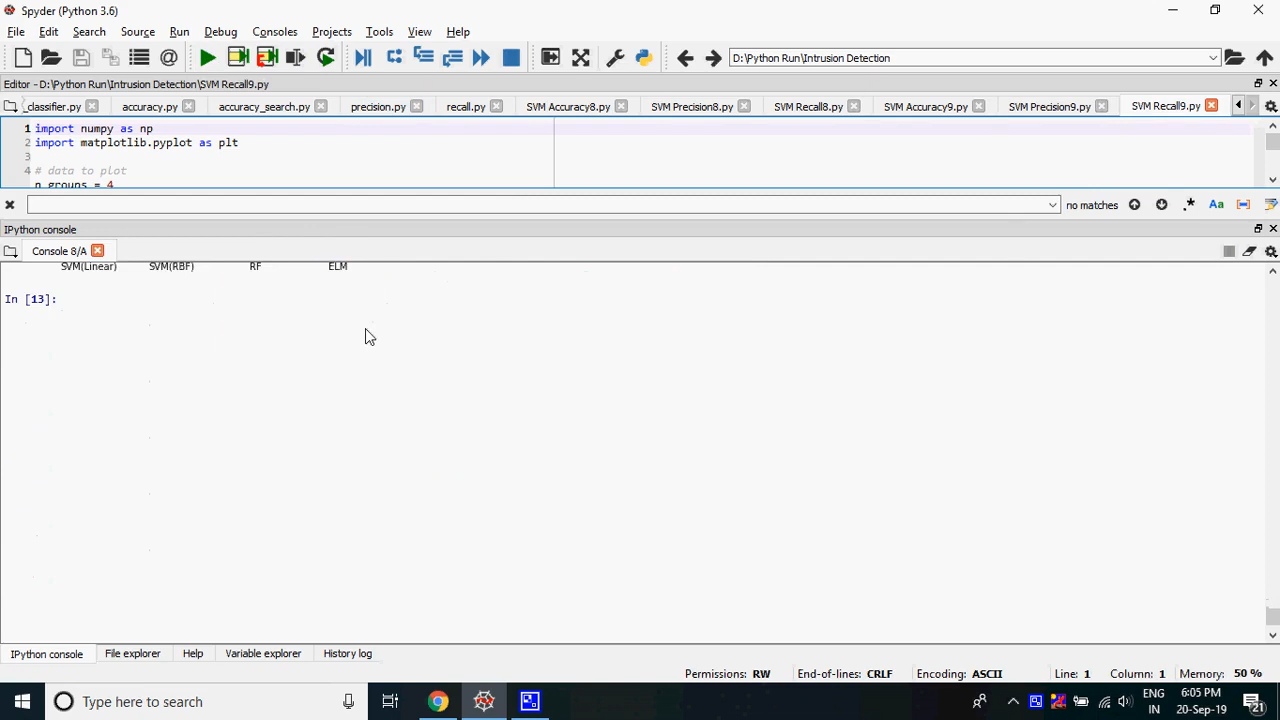 Spyder (Python 3.6)
File Edit Search Source Run Debug Consoles Projects Tools View Help
D:\Python Run\Intrusion Detection
Editor - D:\Python Run\Intrusion Detection\SVM Recall9.py
_classifier.py accuracy.py accuracy_search.py precision.py recall.py SVM Accuracy8.py SVM Precision8.py SVM Recall8.py SVM Accuracy9.py SVM Precision9.py SVM Recall9.py
1 import numpy as np
2 import matplotlib.pyplot as plt
3
4 # data to plot
n_groups = 4
no matches .* Aa
IPython console
Console 8/A
SVM(Linear) SVM(RBF) RF ELM
In [13]:
IPython console File explorer Help Variable explorer History log
Permissions: RW End-of-lines: CRLF Encoding: ASCII Line: 1 Column: 1 Memory: 50 %
Type here to search
ENG 6:05 PM
IN 20-Sep-19 21